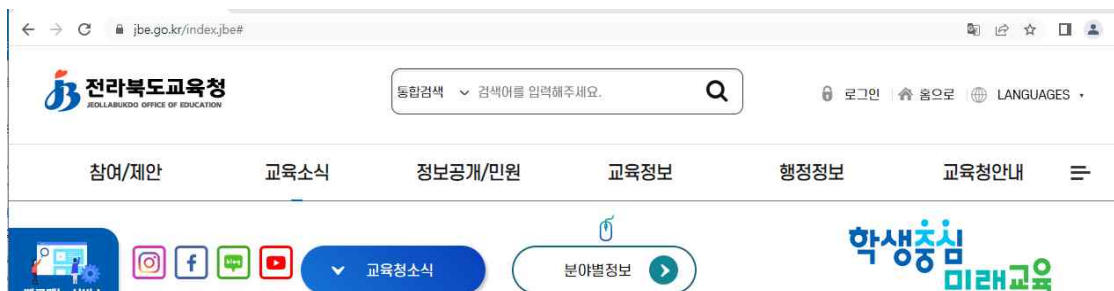 jbe.go.kr/index.jbe#
전라북도교육청
JEOLLABUKDO OFFICE OF EDUCATION
통합검색 검색어를 입력해주세요.
로그인 홈으로 LANGUAGES
참여/제안 교육소식 정보공개/민원 교육정보 행정정보 교육청안내
blog
교육청소식 분야별정보
학생중심
미래교육